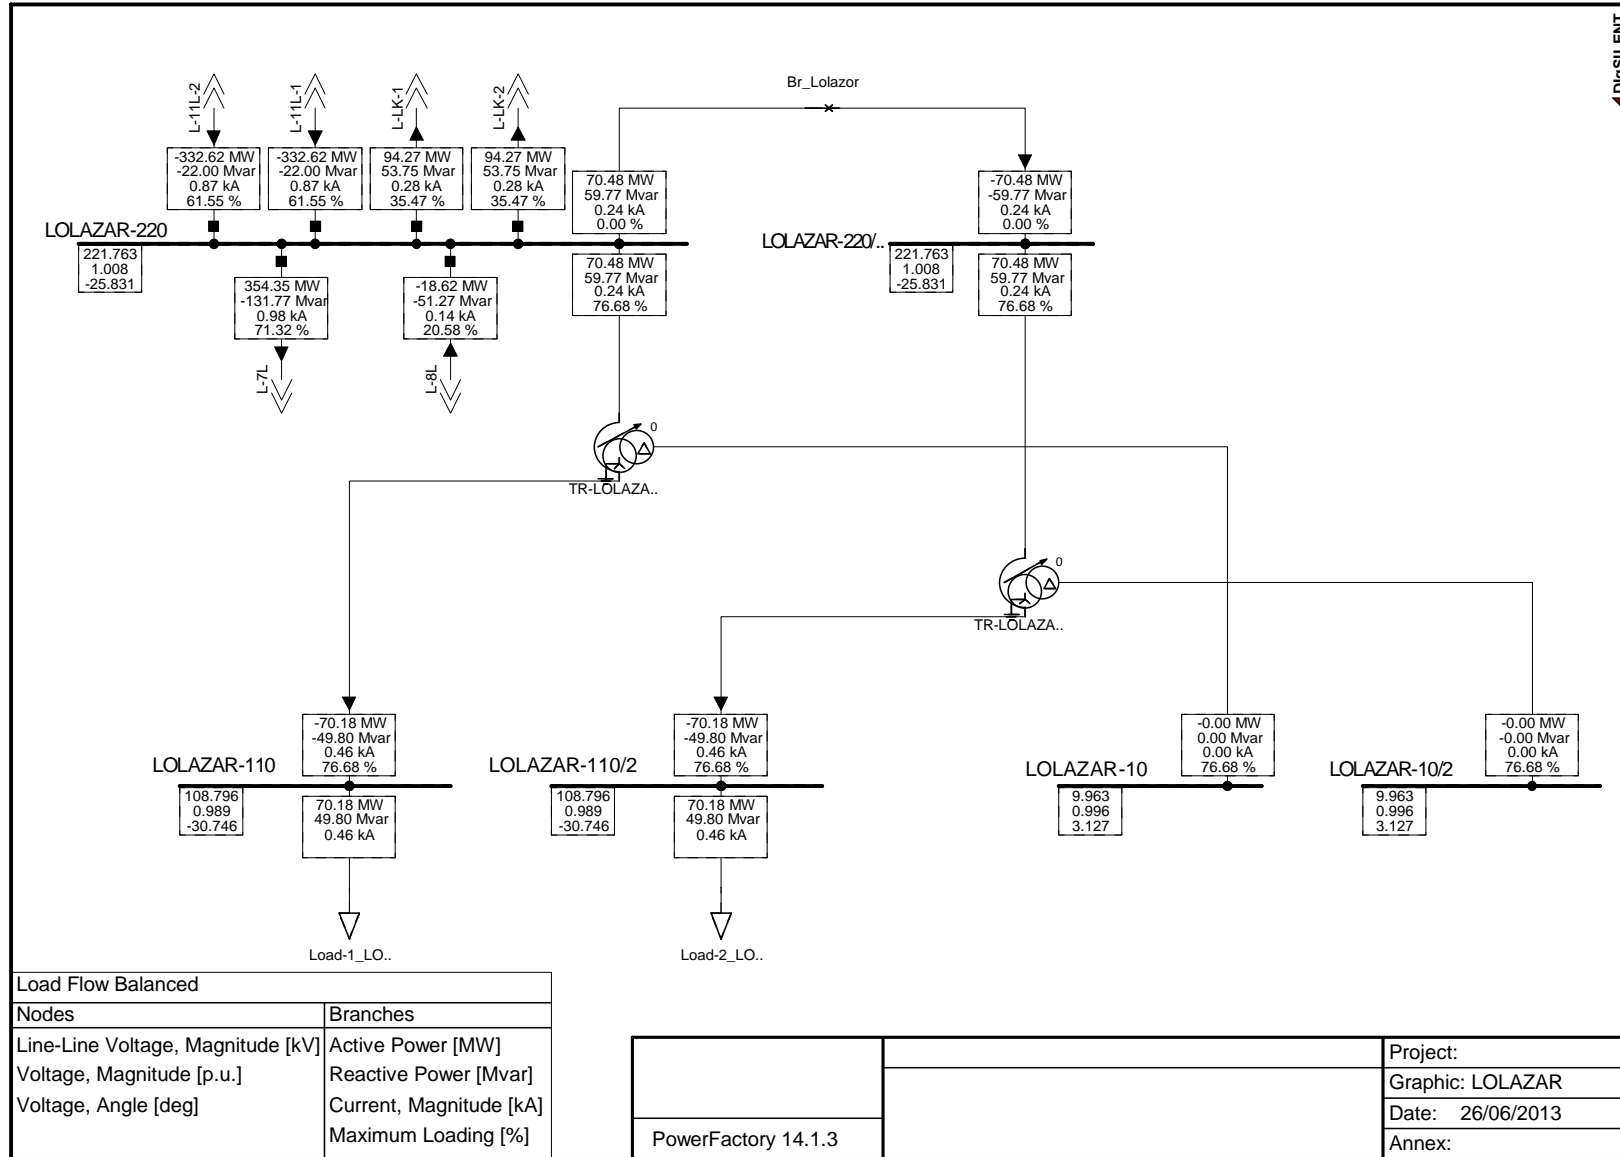 DIgSILENT
Br_Lolazor
L-11L-2
L-11L-1
L-LK-1
L-LK-2
-332.62 MW
-22.00 Mvar
0.87 kA
61.55 %
-332.62 MW
-22.00 Mvar
0.87 kA
61.55 %
94.27 MW
53.75 Mvar
0.28 kA
35.47 %
94.27 MW
53.75 Mvar
0.28 kA
35.47 %
70.48 MW
59.77 Mvar
0.24 kA
0.00 %
-70.48 MW
-59.77 Mvar
0.24 kA
0.00 %
LOLAZAR-220
221.763
1.008
-25.831
354.35 MW
-131.77 Mvar
0.98 kA
71.32 %
-18.62 MW
-51.27 Mvar
0.14 kA
20.58 %
70.48 MW
59.77 Mvar
0.24 kA
76.68 %
LOLAZAR-220/..
221.763
1.008
-25.831
70.48 MW
59.77 Mvar
0.24 kA
76.68 %
L-7L
L-8L
0
TR-LOLAZA..
0
TR-LOLAZA..
-70.18 MW
-49.80 Mvar
0.46 kA
76.68 %
-70.18 MW
-49.80 Mvar
0.46 kA
76.68 %
-0.00 MW
0.00 Mvar
0.00 kA
76.68 %
-0.00 MW
-0.00 Mvar
0.00 kA
76.68 %
LOLAZAR-110
108.796
0.989
-30.746
70.18 MW
49.80 Mvar
0.46 kA
LOLAZAR-110/2
108.796
0.989
-30.746
70.18 MW
49.80 Mvar
0.46 kA
LOLAZAR-10
9.963
0.996
3.127
LOLAZAR-10/2
9.963
0.996
3.127
Load-1_LO..
Load-2_LO..
Load Flow Balanced
Nodes
Branches
Line-Line Voltage, Magnitude [kV]
Active Power [MW]
Voltage, Magnitude [p.u.]
Reactive Power [Mvar]
Voltage, Angle [deg]
Current, Magnitude [kA]
Maximum Loading [%]
PowerFactory 14.1.3
Project:
Graphic: LOLAZAR
Date: 26/06/2013
Annex: